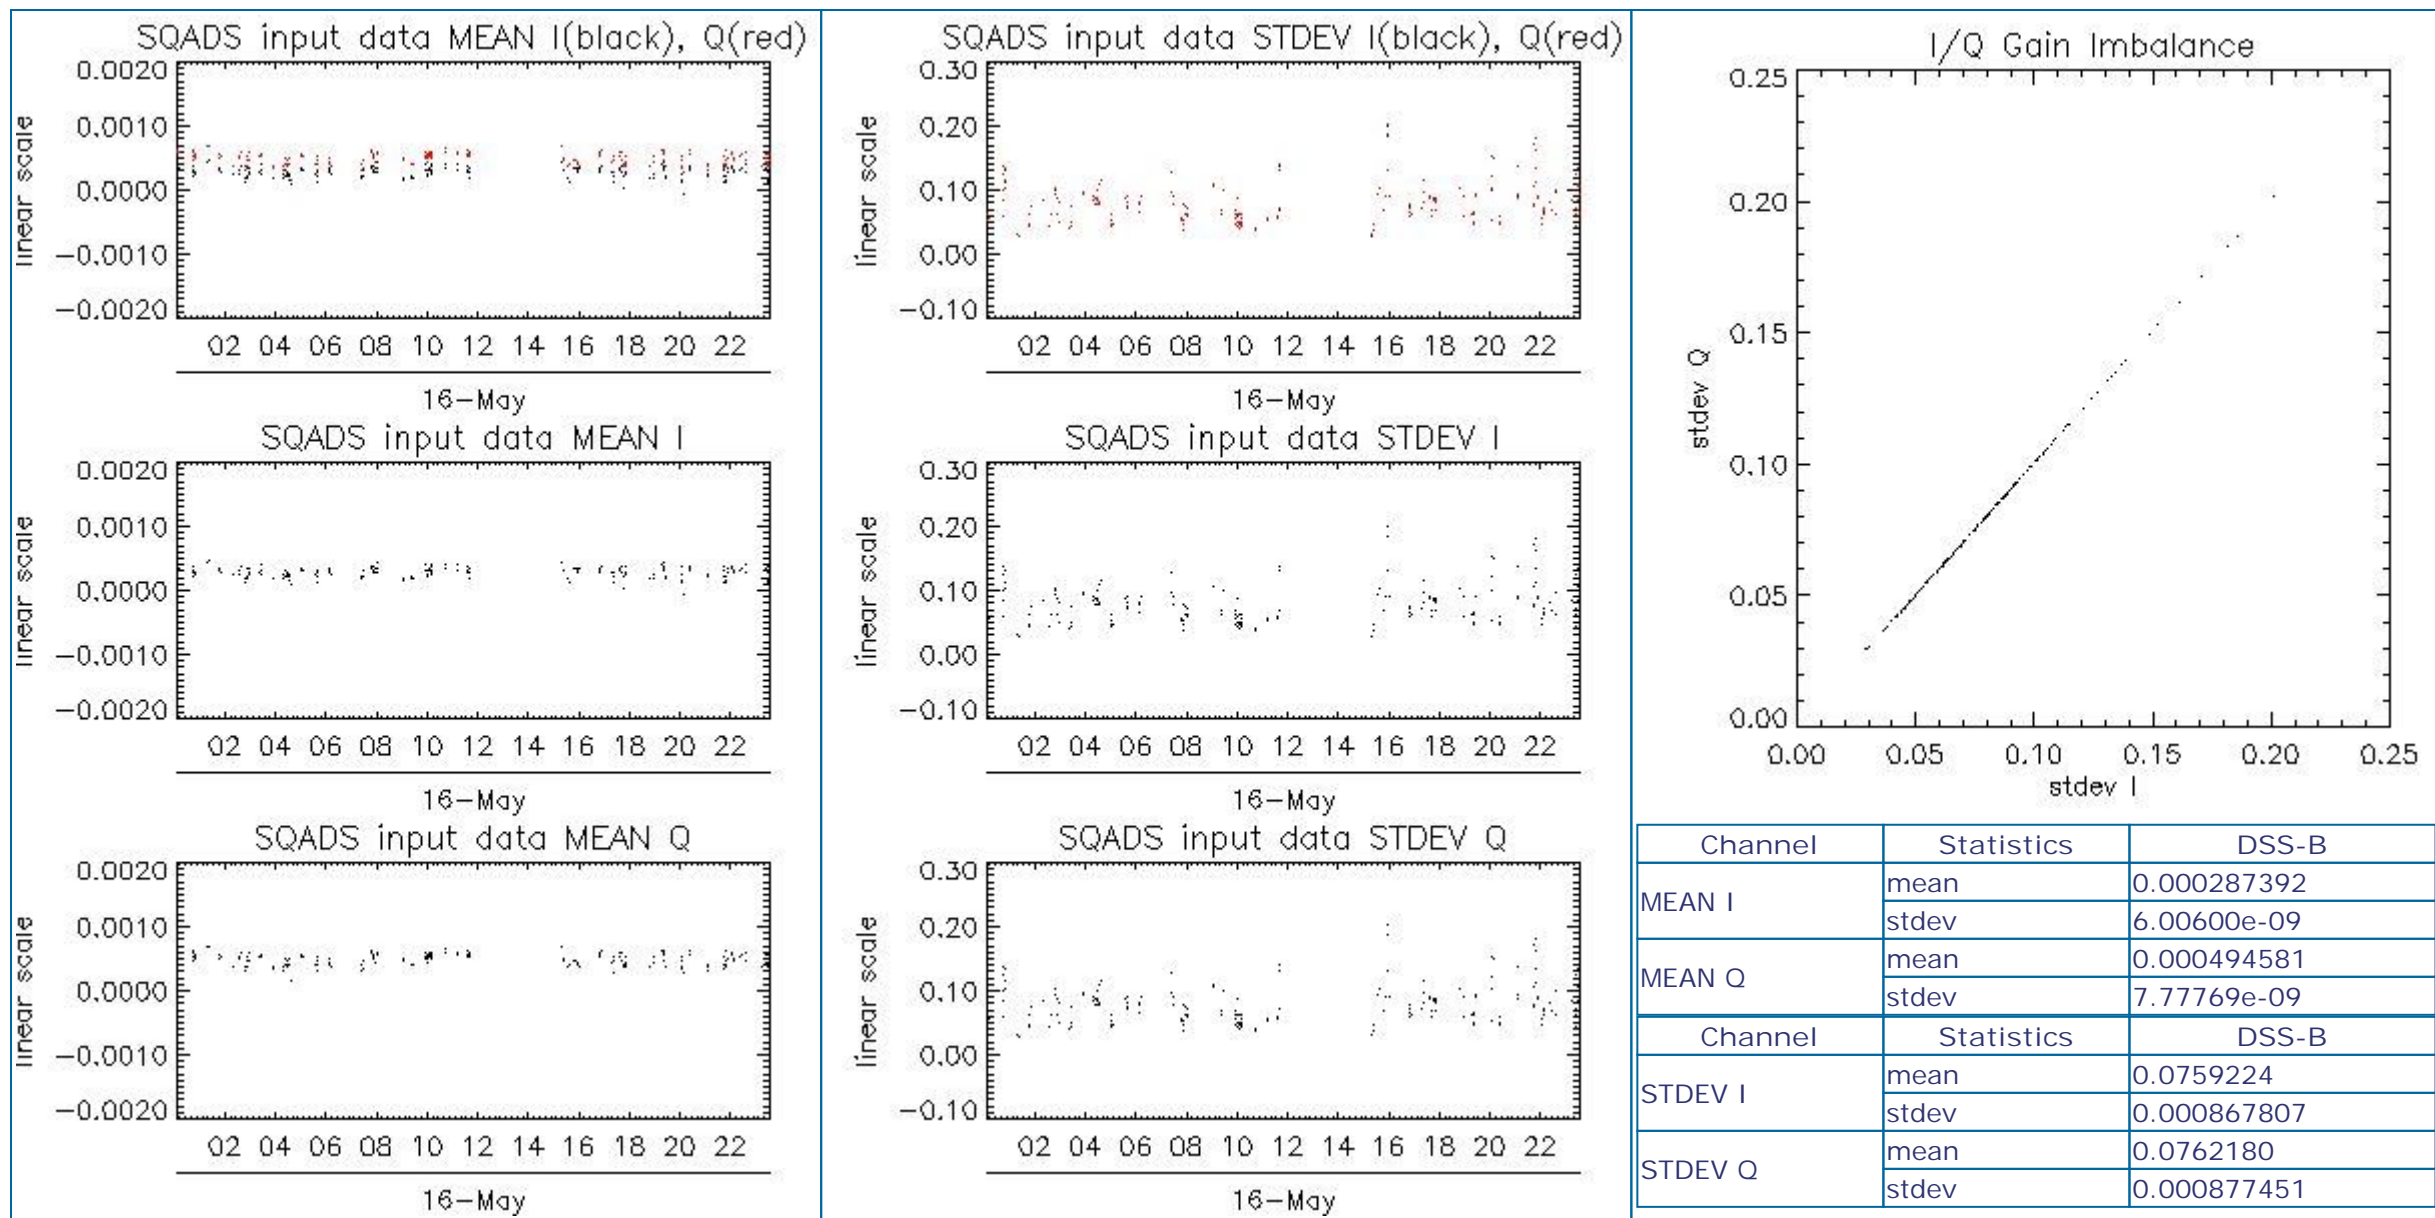 SQADS input data MEAN I(black), Q(red)
0.0020
0.0010
0.0000
−0.0010
−0.0020
linear scale
02 04 06 08 10 12 14 16 18 20 22
16−May
SQADS input data MEAN I
0.0020
0.0010
0.0000
−0.0010
−0.0020
linear scale
02 04 06 08 10 12 14 16 18 20 22
16−May
SQADS input data MEAN Q
0.0020
0.0010
0.0000
−0.0010
−0.0020
linear scale
02 04 06 08 10 12 14 16 18 20 22
16−May
SQADS input data STDEV I(black), Q(red)
0.30
0.20
0.10
0.00
−0.10
linear scale
02 04 06 08 10 12 14 16 18 20 22
16−May
SQADS input data STDEV I
0.30
0.20
0.10
0.00
−0.10
linear scale
02 04 06 08 10 12 14 16 18 20 22
16−May
SQADS input data STDEV Q
0.30
0.20
0.10
0.00
−0.10
linear scale
02 04 06 08 10 12 14 16 18 20 22
16−May
I/Q Gain Imbalance
0.25
0.20
0.15
0.10
0.05
0.00
stdev Q
0.00 0.05 0.10 0.15 0.20 0.25
stdev I
Channel Statistics DSS-B
MEAN I mean 0.000287392
stdev 6.00600e-09
MEAN Q mean 0.000494581
stdev 7.77769e-09
Channel Statistics DSS-B
STDEV I mean 0.0759224
stdev 0.000867807
STDEV Q mean 0.0762180
stdev 0.000877451